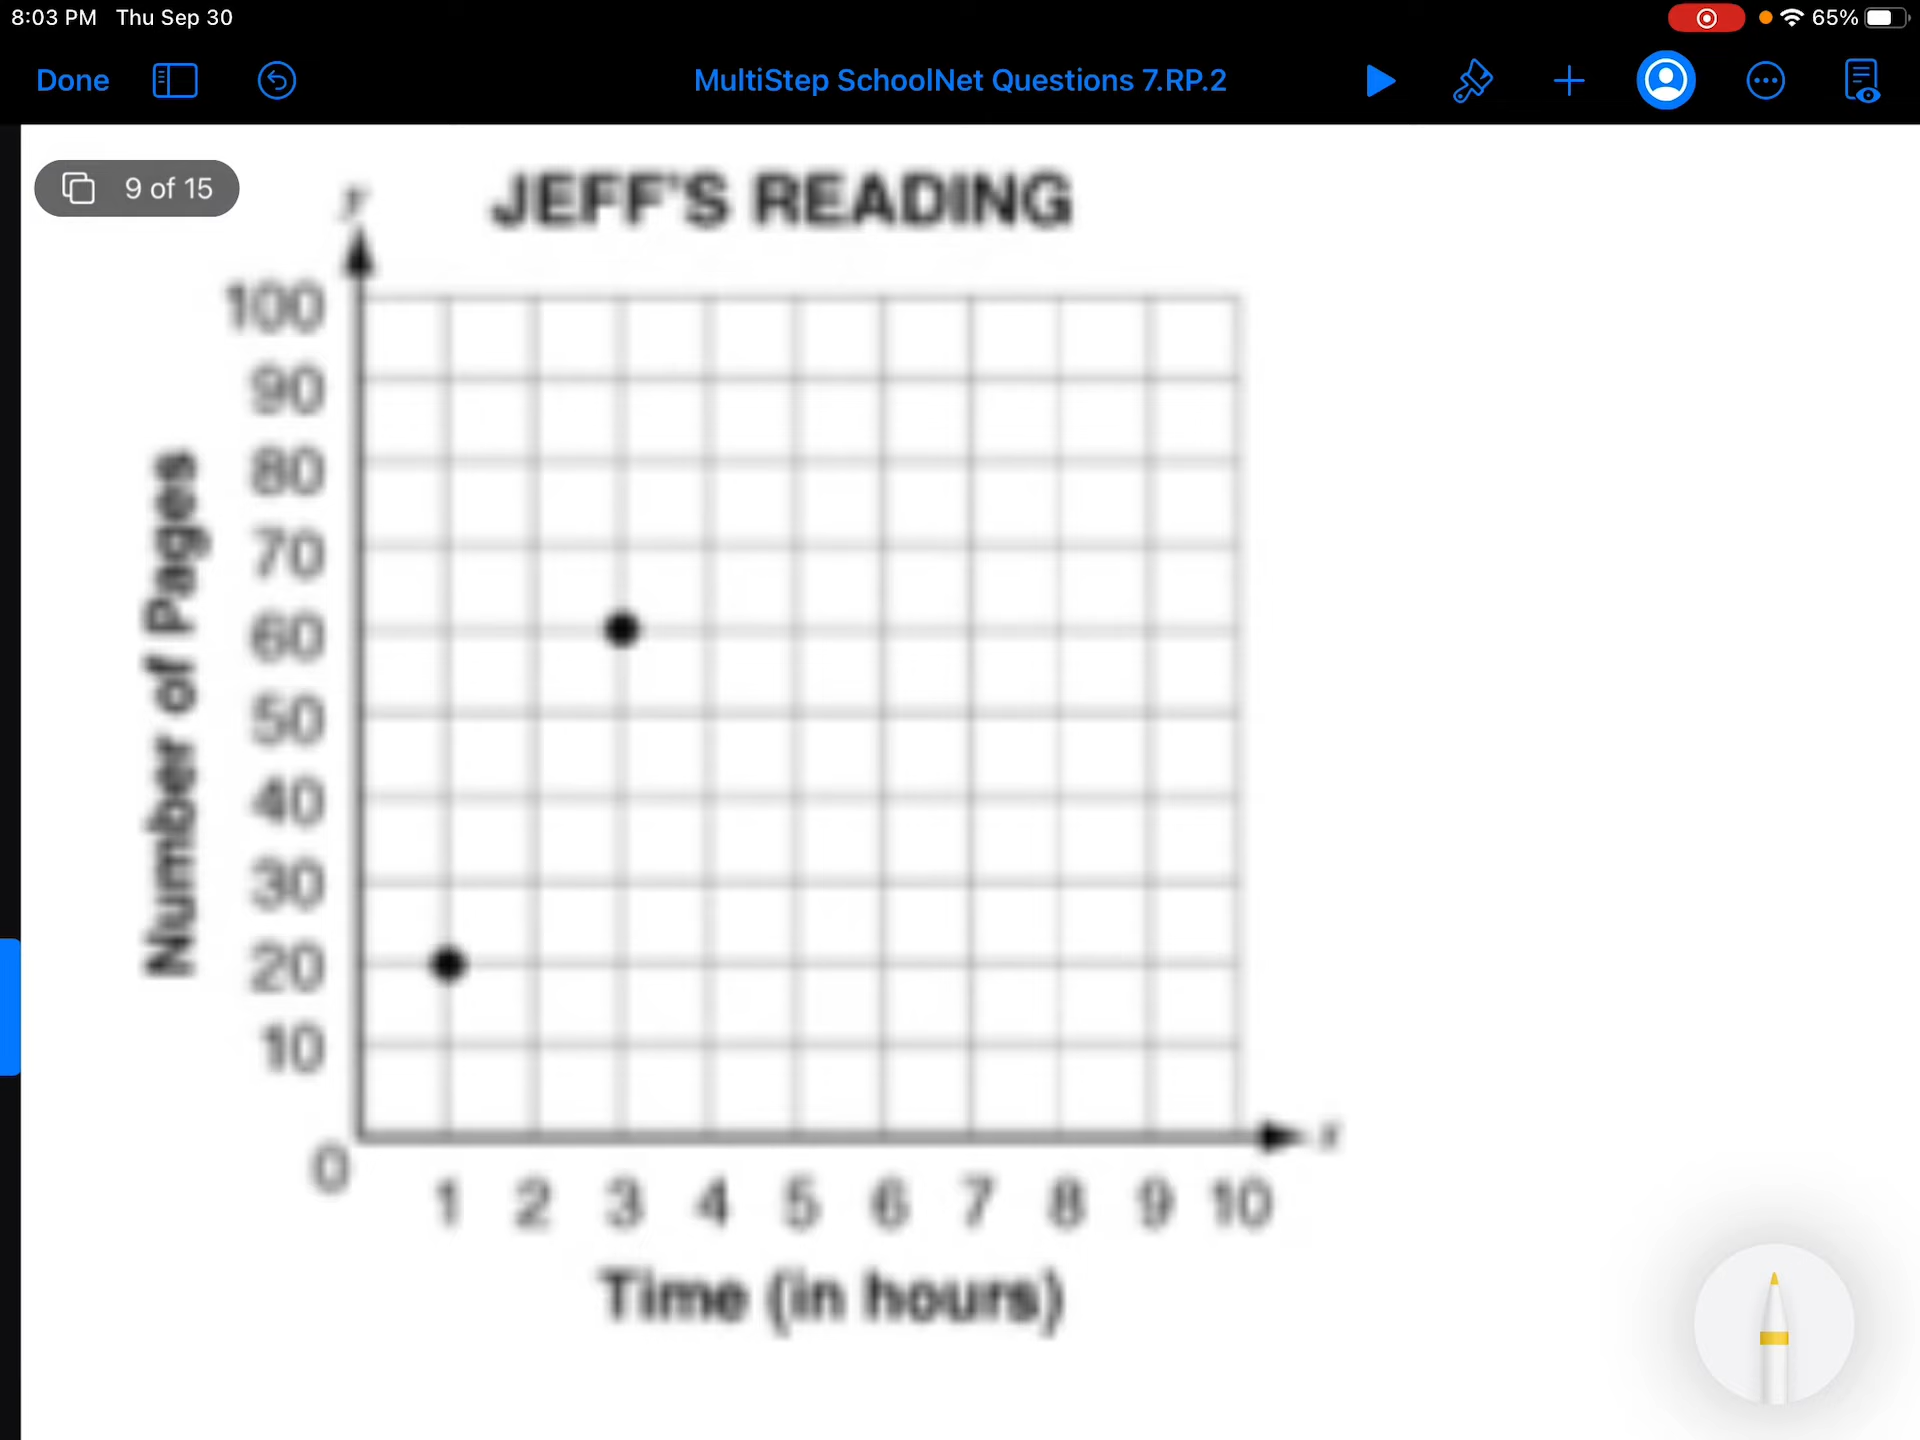 8:03 PM Thu Sep 30
65%
Done
MultiStep SchoolNet Questions 7.RP.2
9 of 15
y
JEFF'S READING
100
90
80
70
60
50
40
30
20
10
0
Number of Pages
x
1 2 3 4 5 6 7 8 9 10
Time (in hours)